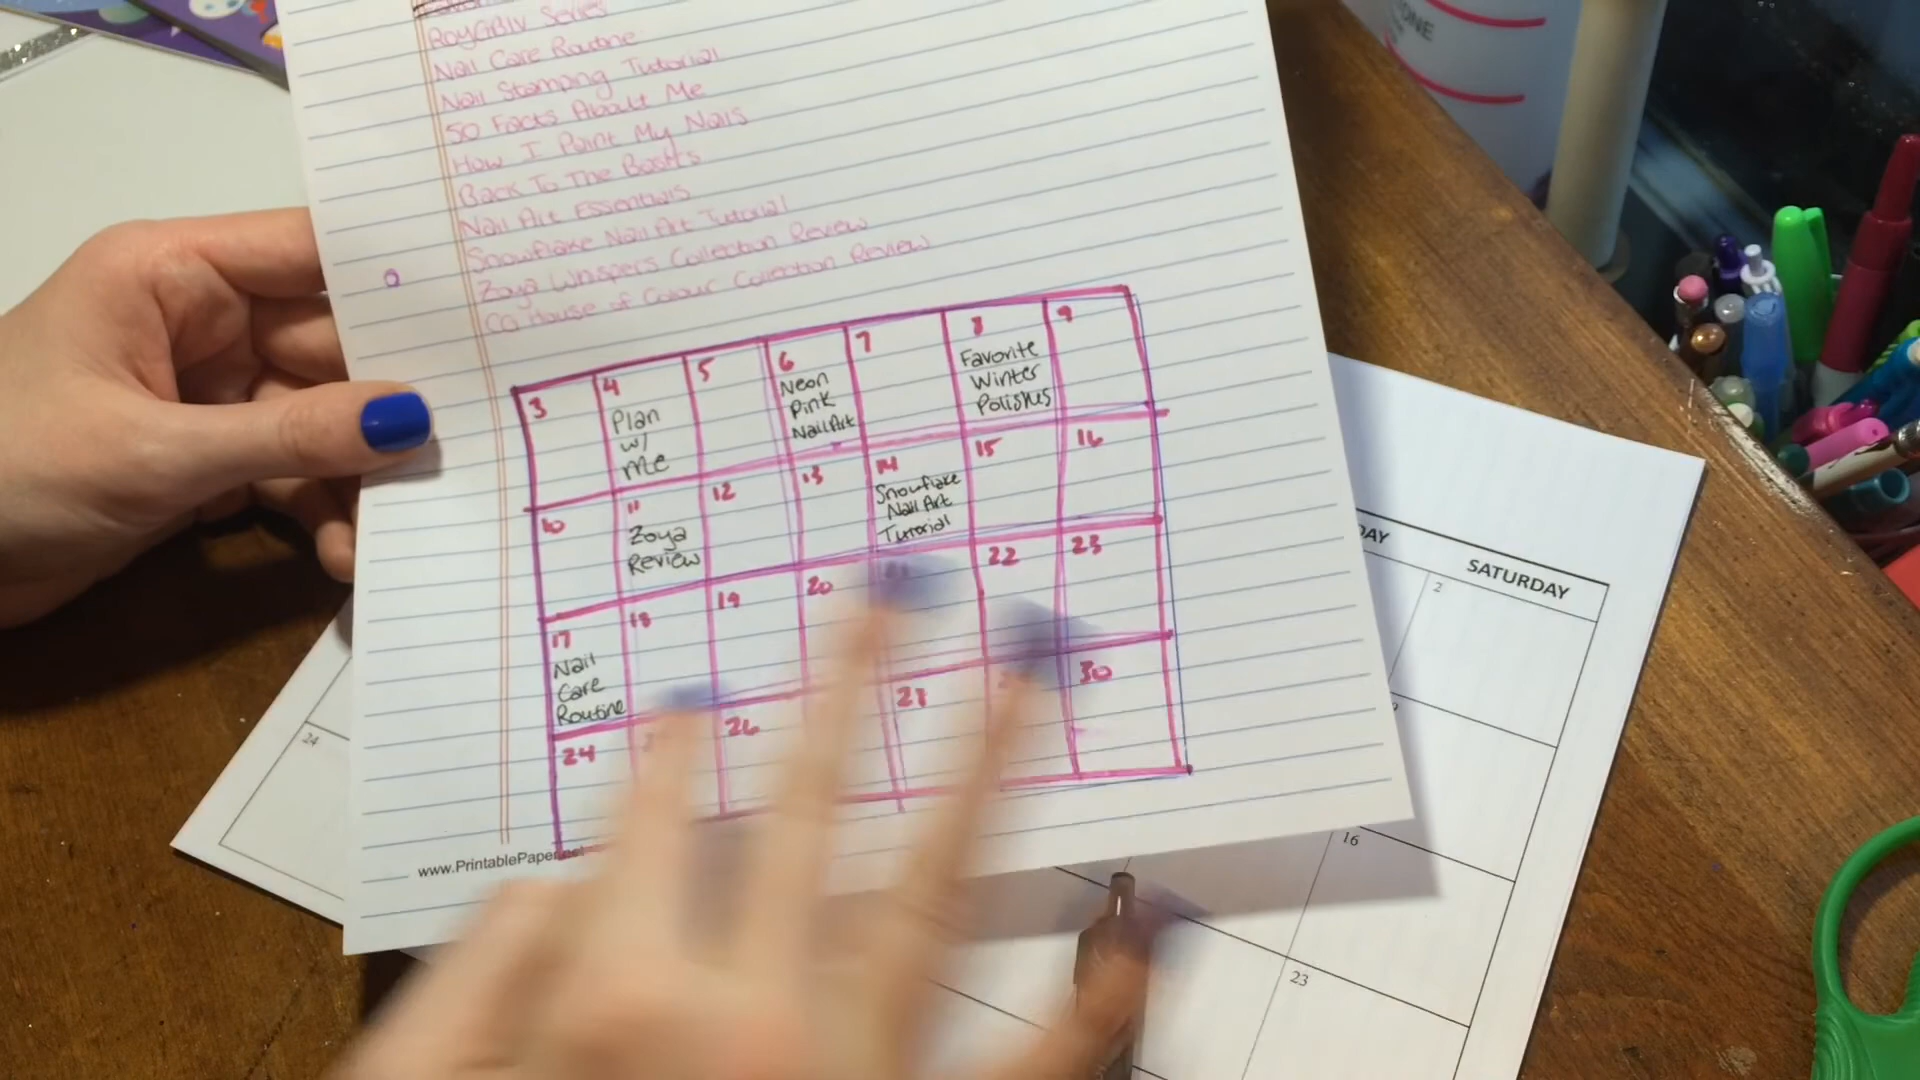 RoyGBIV Series
Nail Care Routine
Nail Stamping Tutorial
50 Facts About Me
How I Paint My Nails
Back To The
Nail Art Essentials
Snowflake Nail Art Tutorial
Zoya Whispers Collection Review
CG House of Colour Collection Review
3
4
Plan
w/
Me
5
6
Neon
Pink
Nail Art
7
8
Favorite
Winter
Polishes
9
10
11
Zoya
Review
12
13
14
Snowflake
Nail Art
Tutorial
15
16
17
Nail
Care
Routine
18
19
20
22
23
24
26
30
www.PrintablePaper.net
SATURDAY
2
16
23
24